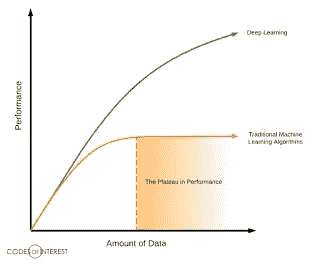 Deep Learning
Performance
Traditional Machine
Learning Algorithms
The Plateau in Performance
Amount of Data
CODES OF INTEREST